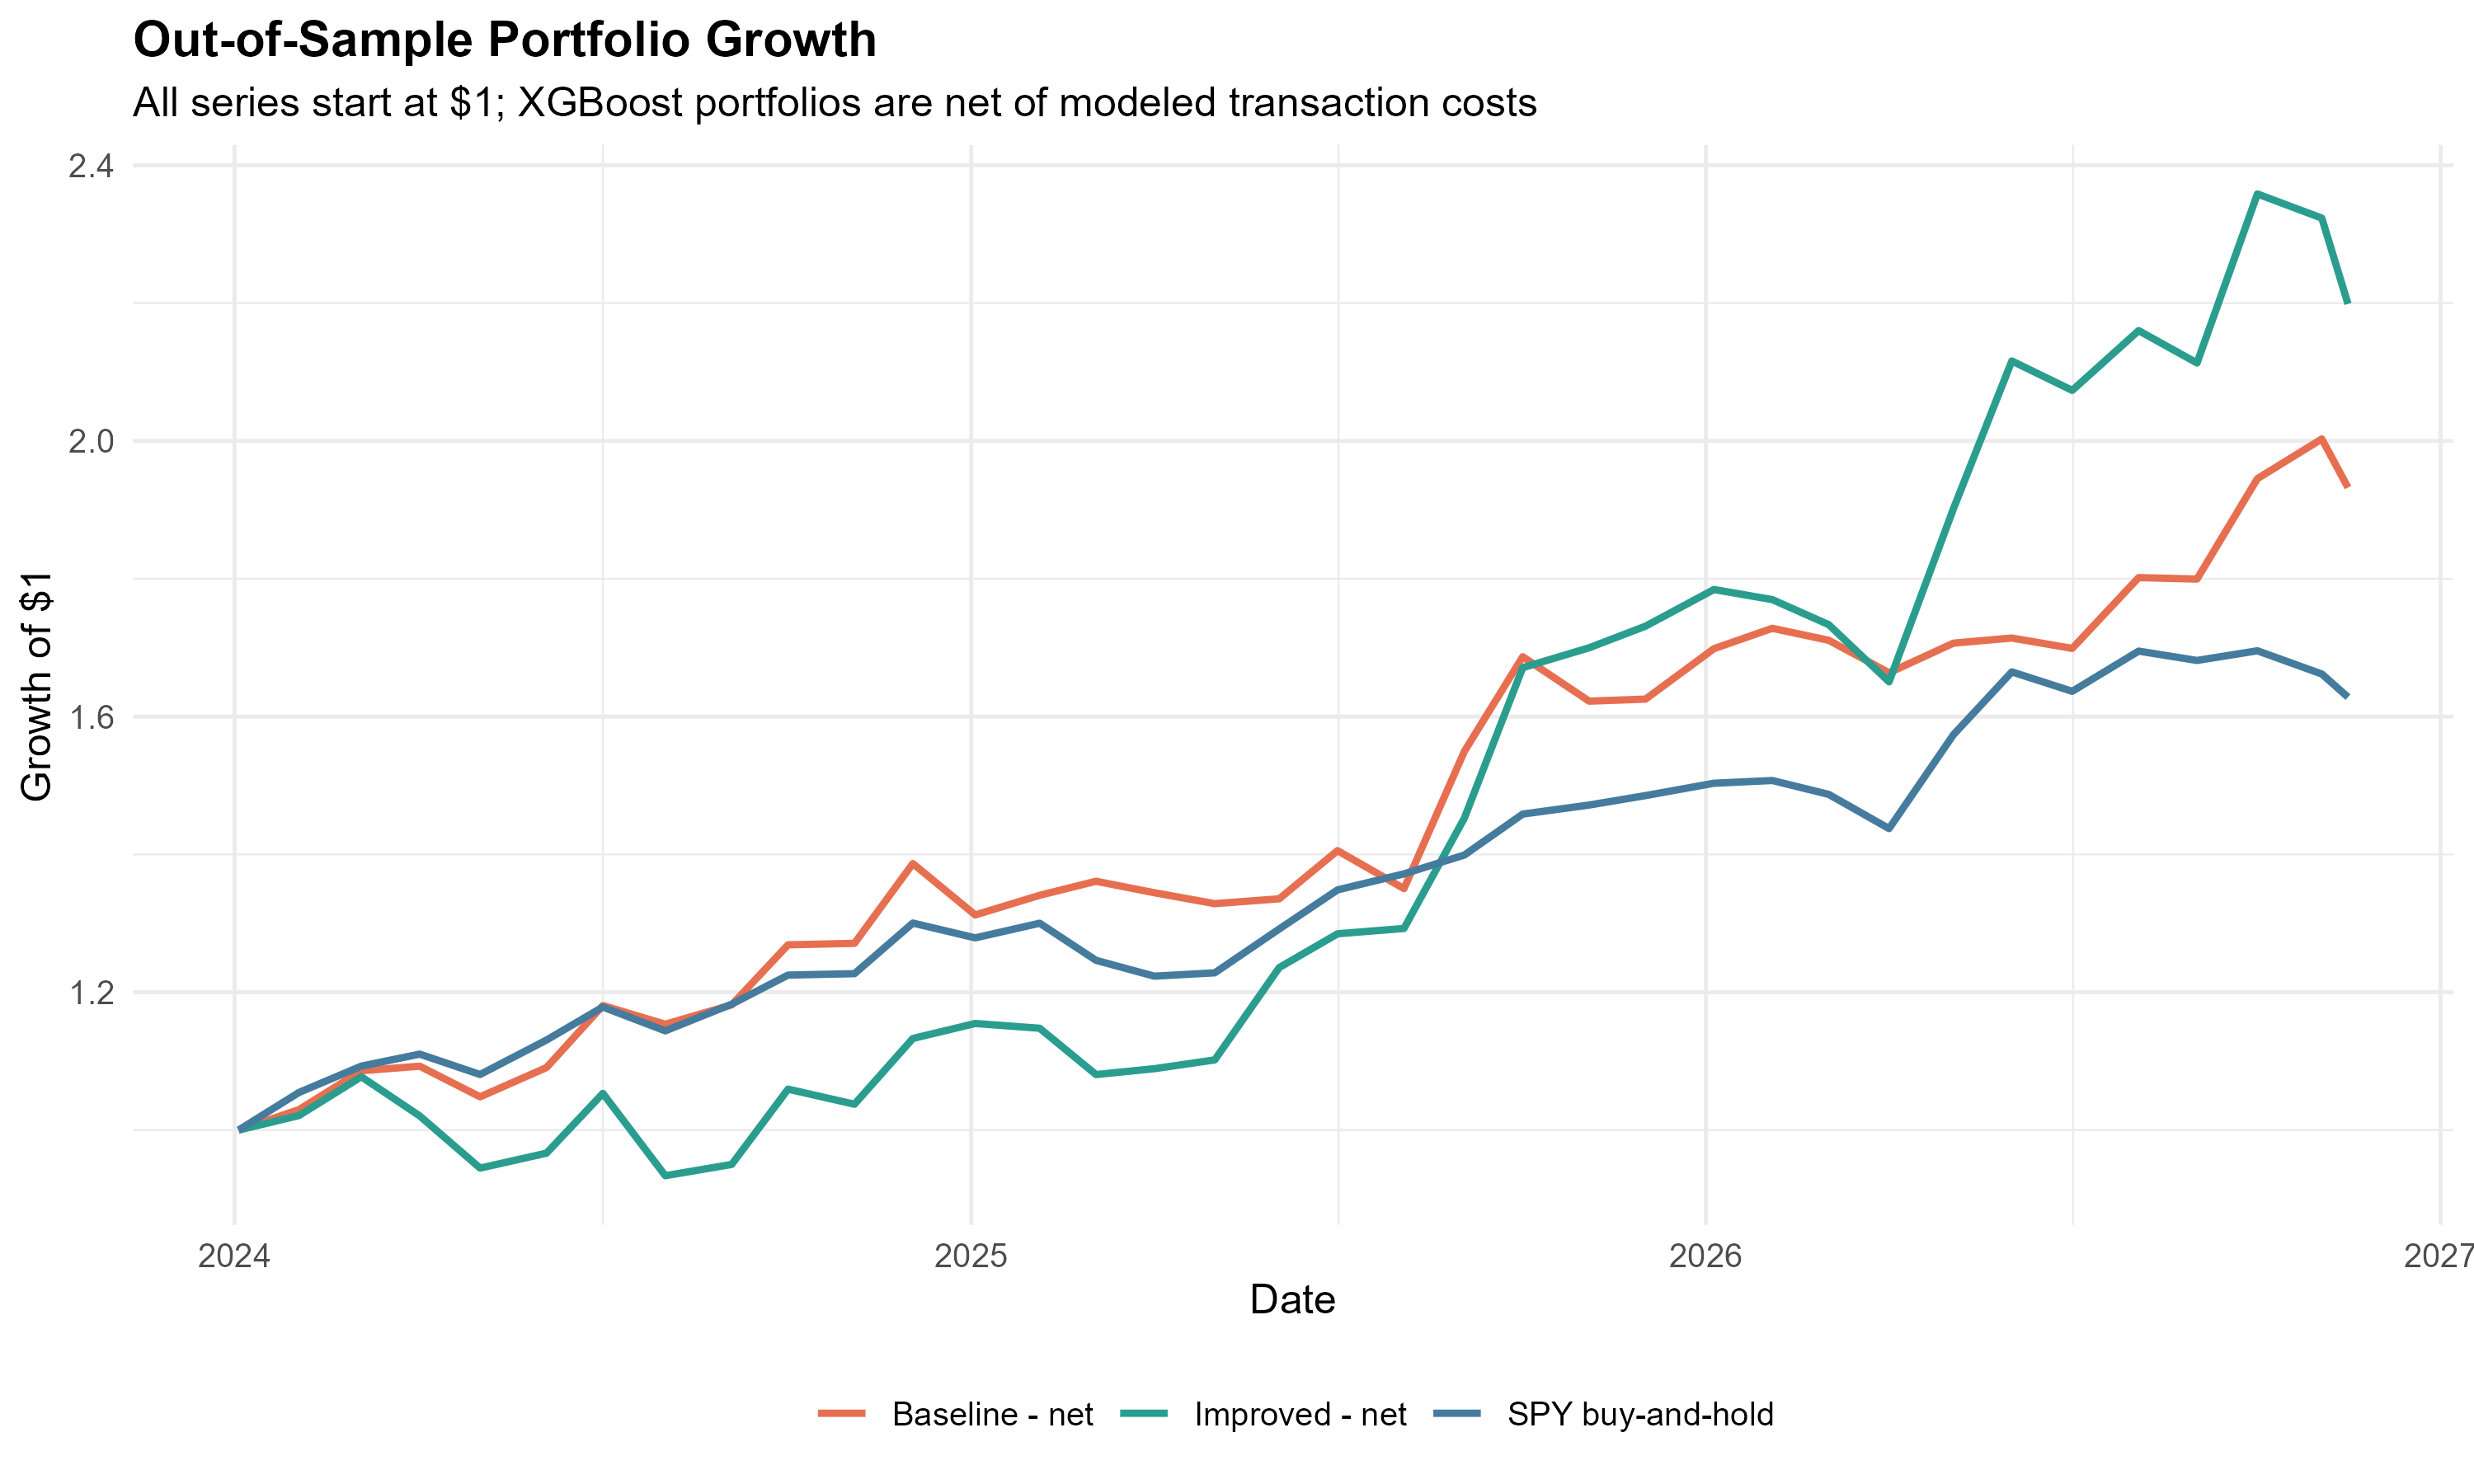 Out-of-Sample Portfolio Growth
All series start at $1; XGBoost portfolios are net of modeled transaction costs
2.4
2.0
1.6
1.2
Growth of $1
2024 2025 2026 2027
Date
Baseline - net Improved - net SPY buy-and-hold